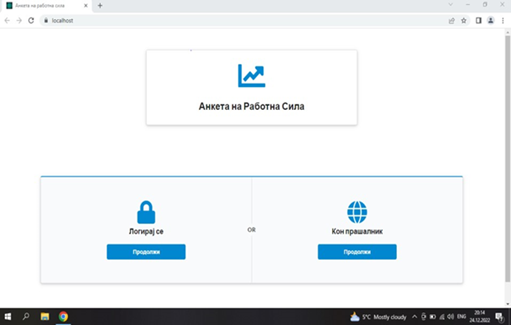 Анкета на работна сила
localhost
Анкета на Работна Сила
Логирај се
OR
Кон прашалник
Продолжи
Продолжи
5°C Mostly cloudy
ENG
20:14
24.12.2022